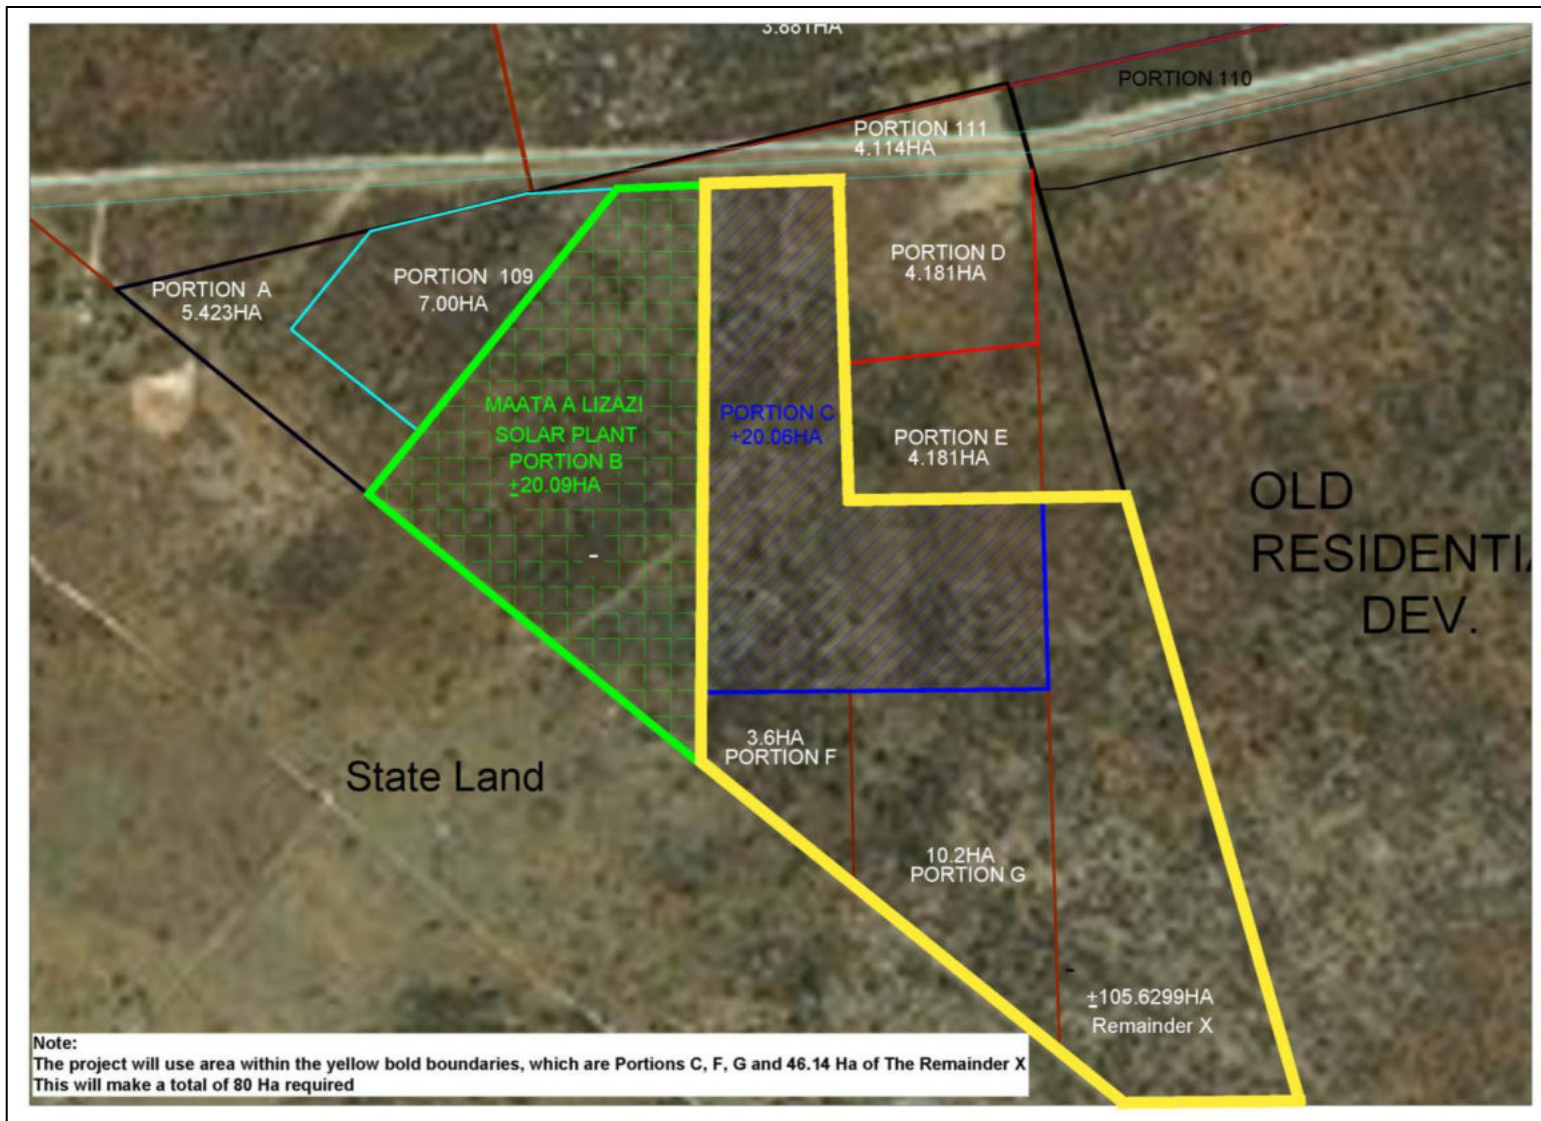 3.881HA
PORTION 110
PORTION 111
4.114HA
PORTION D
4.181HA
PORTION A
5.423HA
PORTION 109
7.00HA
MAATA A LIZAZI
SOLAR PLANT
PORTION B
±20.09HA
PORTION C
+20.06HA
PORTION E
4.181HA
OLD
RESIDENTI
DEV.
State Land
3.6HA
PORTION F
10.2HA
PORTION G
±105.6299HA
Remainder X
Note:
The project will use area within the yellow bold boundaries, which are Portions C, F, G and 46.14 Ha of The Remainder X
This will make a total of 80 Ha required